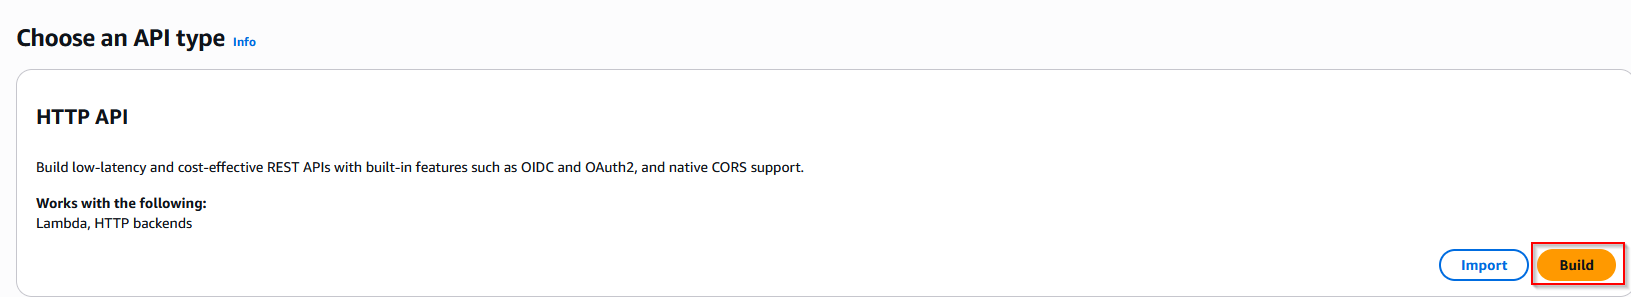 Choose an API type Info
HTTP API
Build low-latency and cost-effective REST APIs with built-in features such as OIDC and OAuth2, and native CORS support.
Works with the following:
Lambda, HTTP backends
Import Build